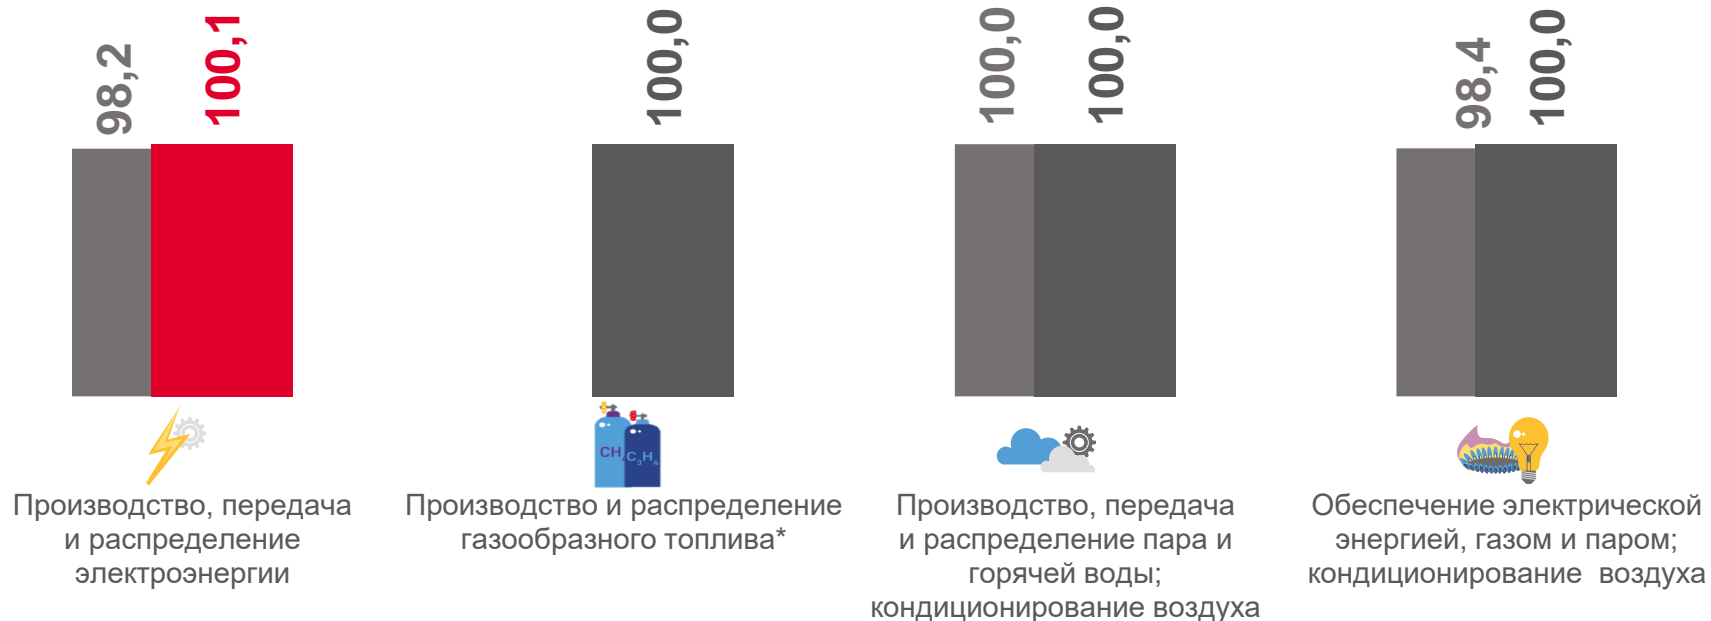 98,2
100,1
100,0
100,0
100,0
98,4
100,0
CH
C₃H₄
Производство, передача
и распределение
электроэнергии
Производство и распределение
газообразного топлива*
Производство, передача
и распределение пара и
горячей воды;
кондиционирование воздуха
Обеспечение электрической
энергией, газом и паром;
кондиционирование воздуха